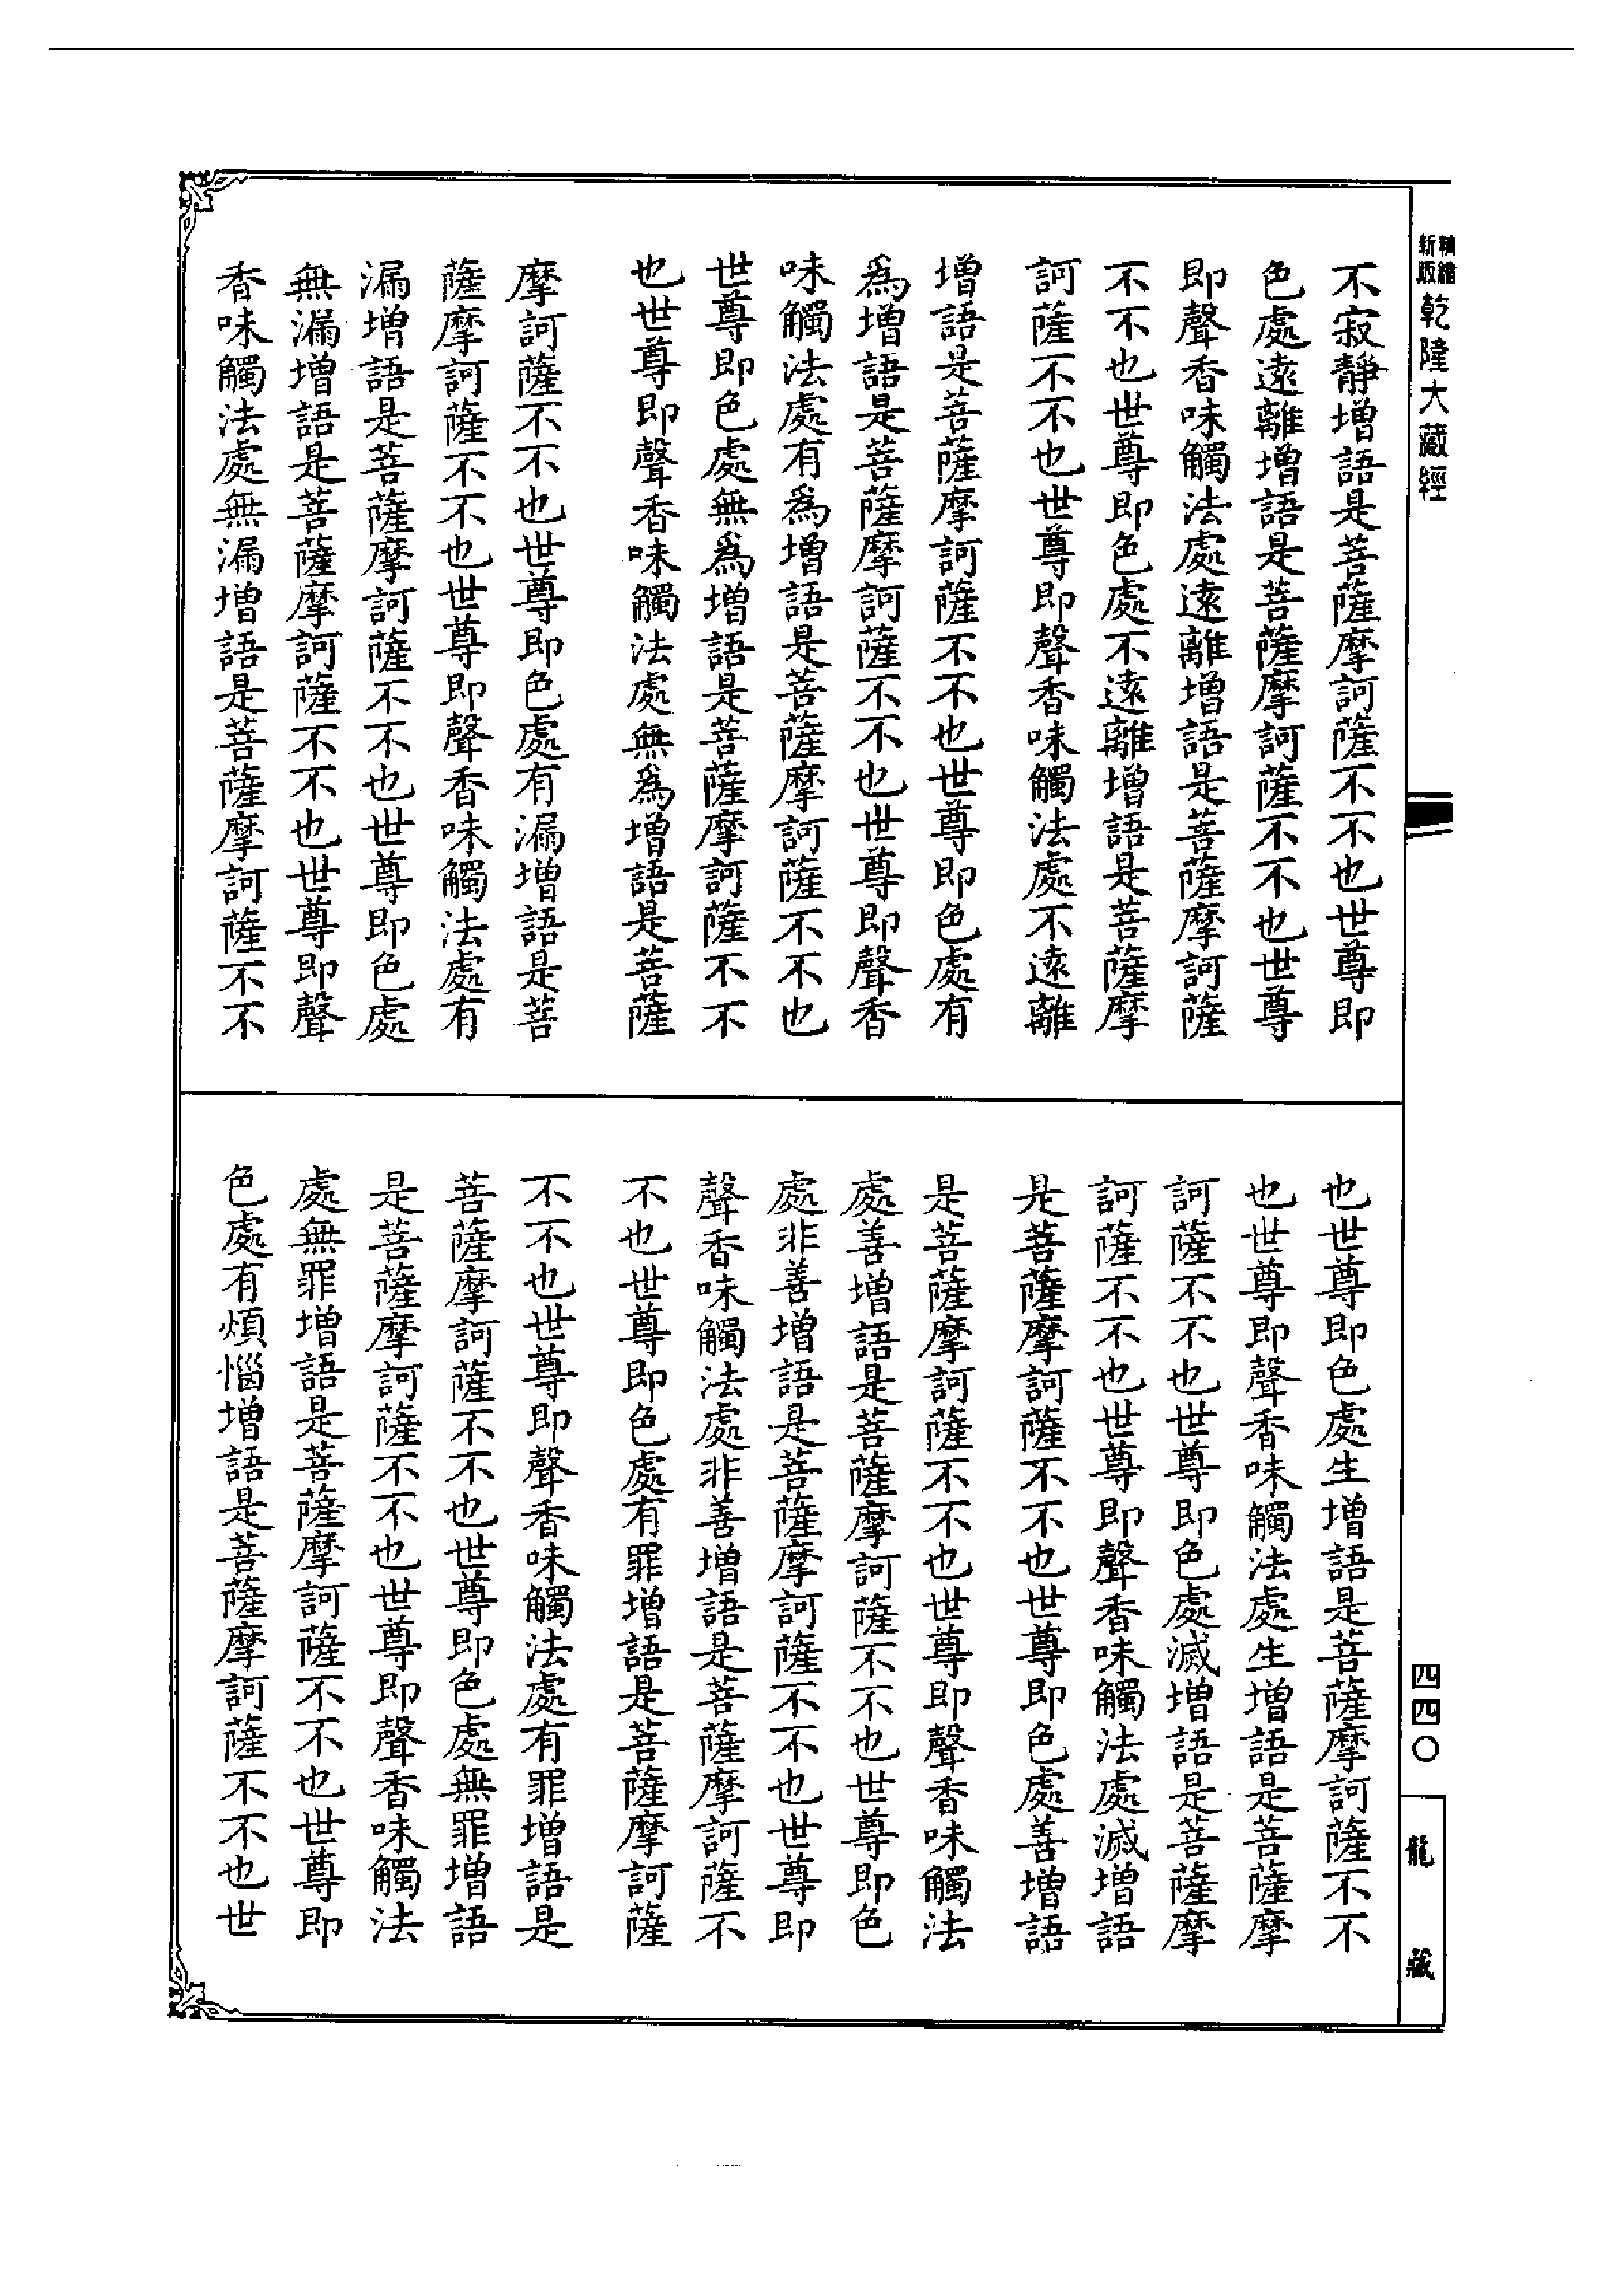 新版精縮乾隆大藏經
不寂靜增語是菩薩摩訶薩不不也世尊即
色處遠離增語是菩薩摩訶薩不不也世尊
即聲香味觸法處遠離增語是菩薩摩訶薩
不不也世尊即色處不遠離增語是菩薩摩
訶薩不不也世尊即聲香味觸法處不遠離
增語是菩薩摩訶薩不不也世尊即色處有
爲增語是菩薩摩訶薩不不也世尊即聲香
味觸法處有爲增語是菩薩摩訶薩不不也
世尊即色處無爲增語是菩薩摩訶薩不不
也世尊即聲香味觸法處無爲增語是菩薩
摩訶薩不不也世尊即色處有漏增語是菩
薩摩訶薩不不也世尊即聲香味觸法處有
漏增語是菩薩摩訶薩不不也世尊即色處
無漏增語是菩薩摩訶薩不不也世尊即聲
香味觸法處無漏增語是菩薩摩訶薩不不
也世尊即色處生增語是菩薩摩訶薩不不
也世尊即聲香味觸法處生增語是菩薩摩
訶薩不不也世尊即色處滅增語是菩薩摩
訶薩不不也世尊即聲香味觸法處滅增語
是菩薩摩訶薩不不也世尊即色處善增語
是菩薩摩訶薩不不也世尊即聲香味觸法
處善增語是菩薩摩訶薩不不也世尊即色
處非善增語是菩薩摩訶薩不不也世尊即
聲香味觸法處非善增語是菩薩摩訶薩不
不也世尊即色處有罪增語是菩薩摩訶薩
不不也世尊即聲香味觸法處有罪增語是
菩薩摩訶薩不不也世尊即色處無罪增語
是菩薩摩訶薩不不也世尊即聲香味觸法
處無罪增語是菩薩摩訶薩不不也世尊即
色處有煩惱增語是菩薩摩訶薩不不也世
四四〇
龍藏